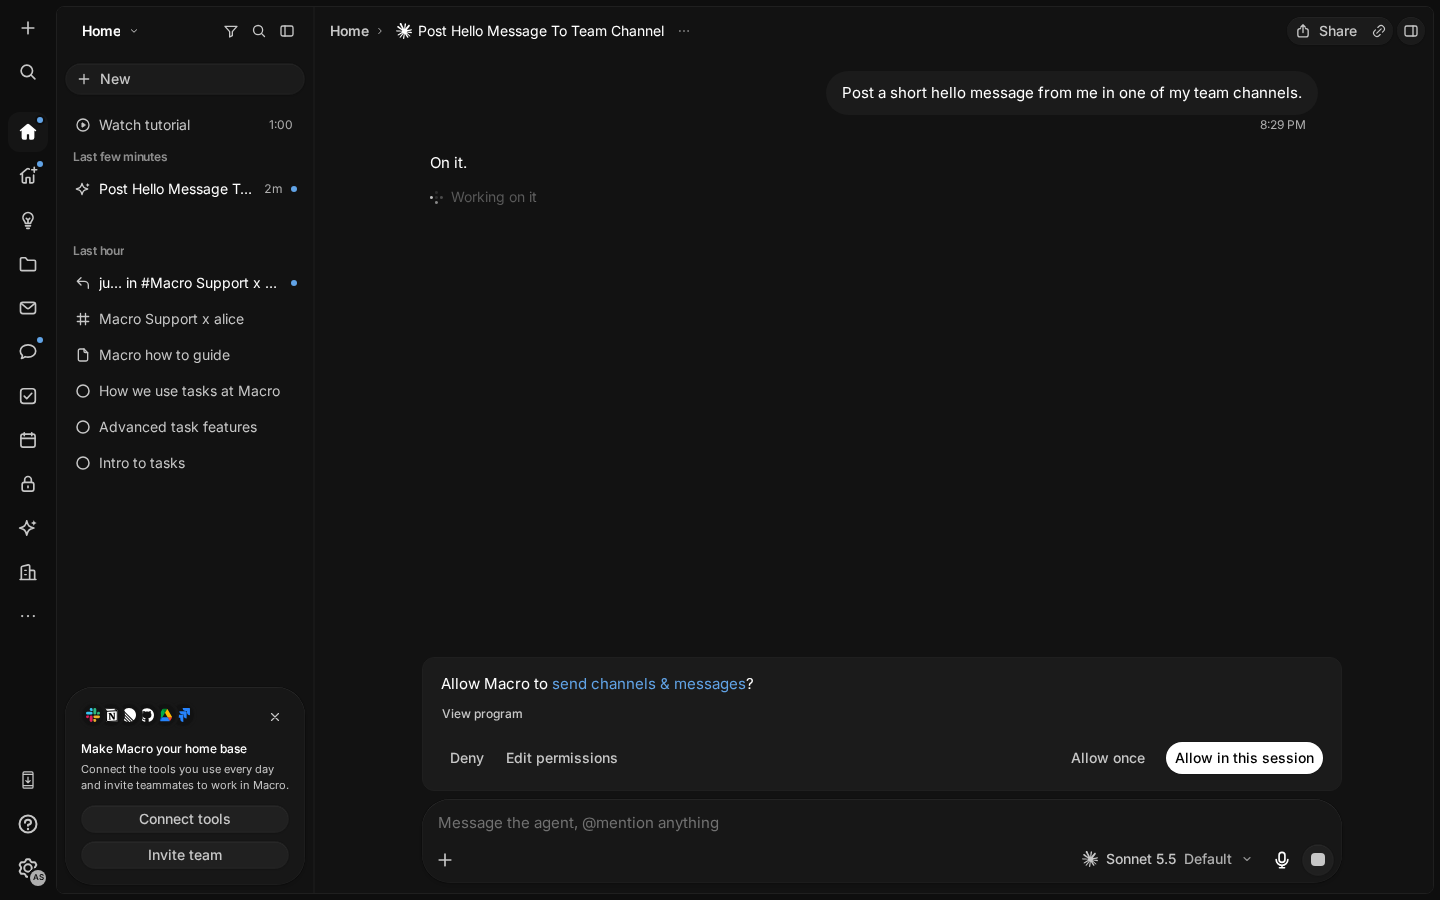 Home
New
Watch tutorial 1:00
Last few minutes
Post Hello Message T... 2m
Last hour
ju... in #Macro Support x ...
Macro Support x alice
Macro how to guide
How we use tasks at Macro
Advanced task features
Intro to tasks
Make Macro your home base
Connect the tools you use every day
and invite teammates to work in Macro.
Connect tools
Invite team
AS
Home > Post Hello Message To Team Channel ...
Share
Post a short hello message from me in one of my team channels.
8:29 PM
On it.
Working on it
Allow Macro to send channels & messages?
View program
Deny Edit permissions Allow once Allow in this session
Message the agent, @mention anything
Sonnet 5.5 Default